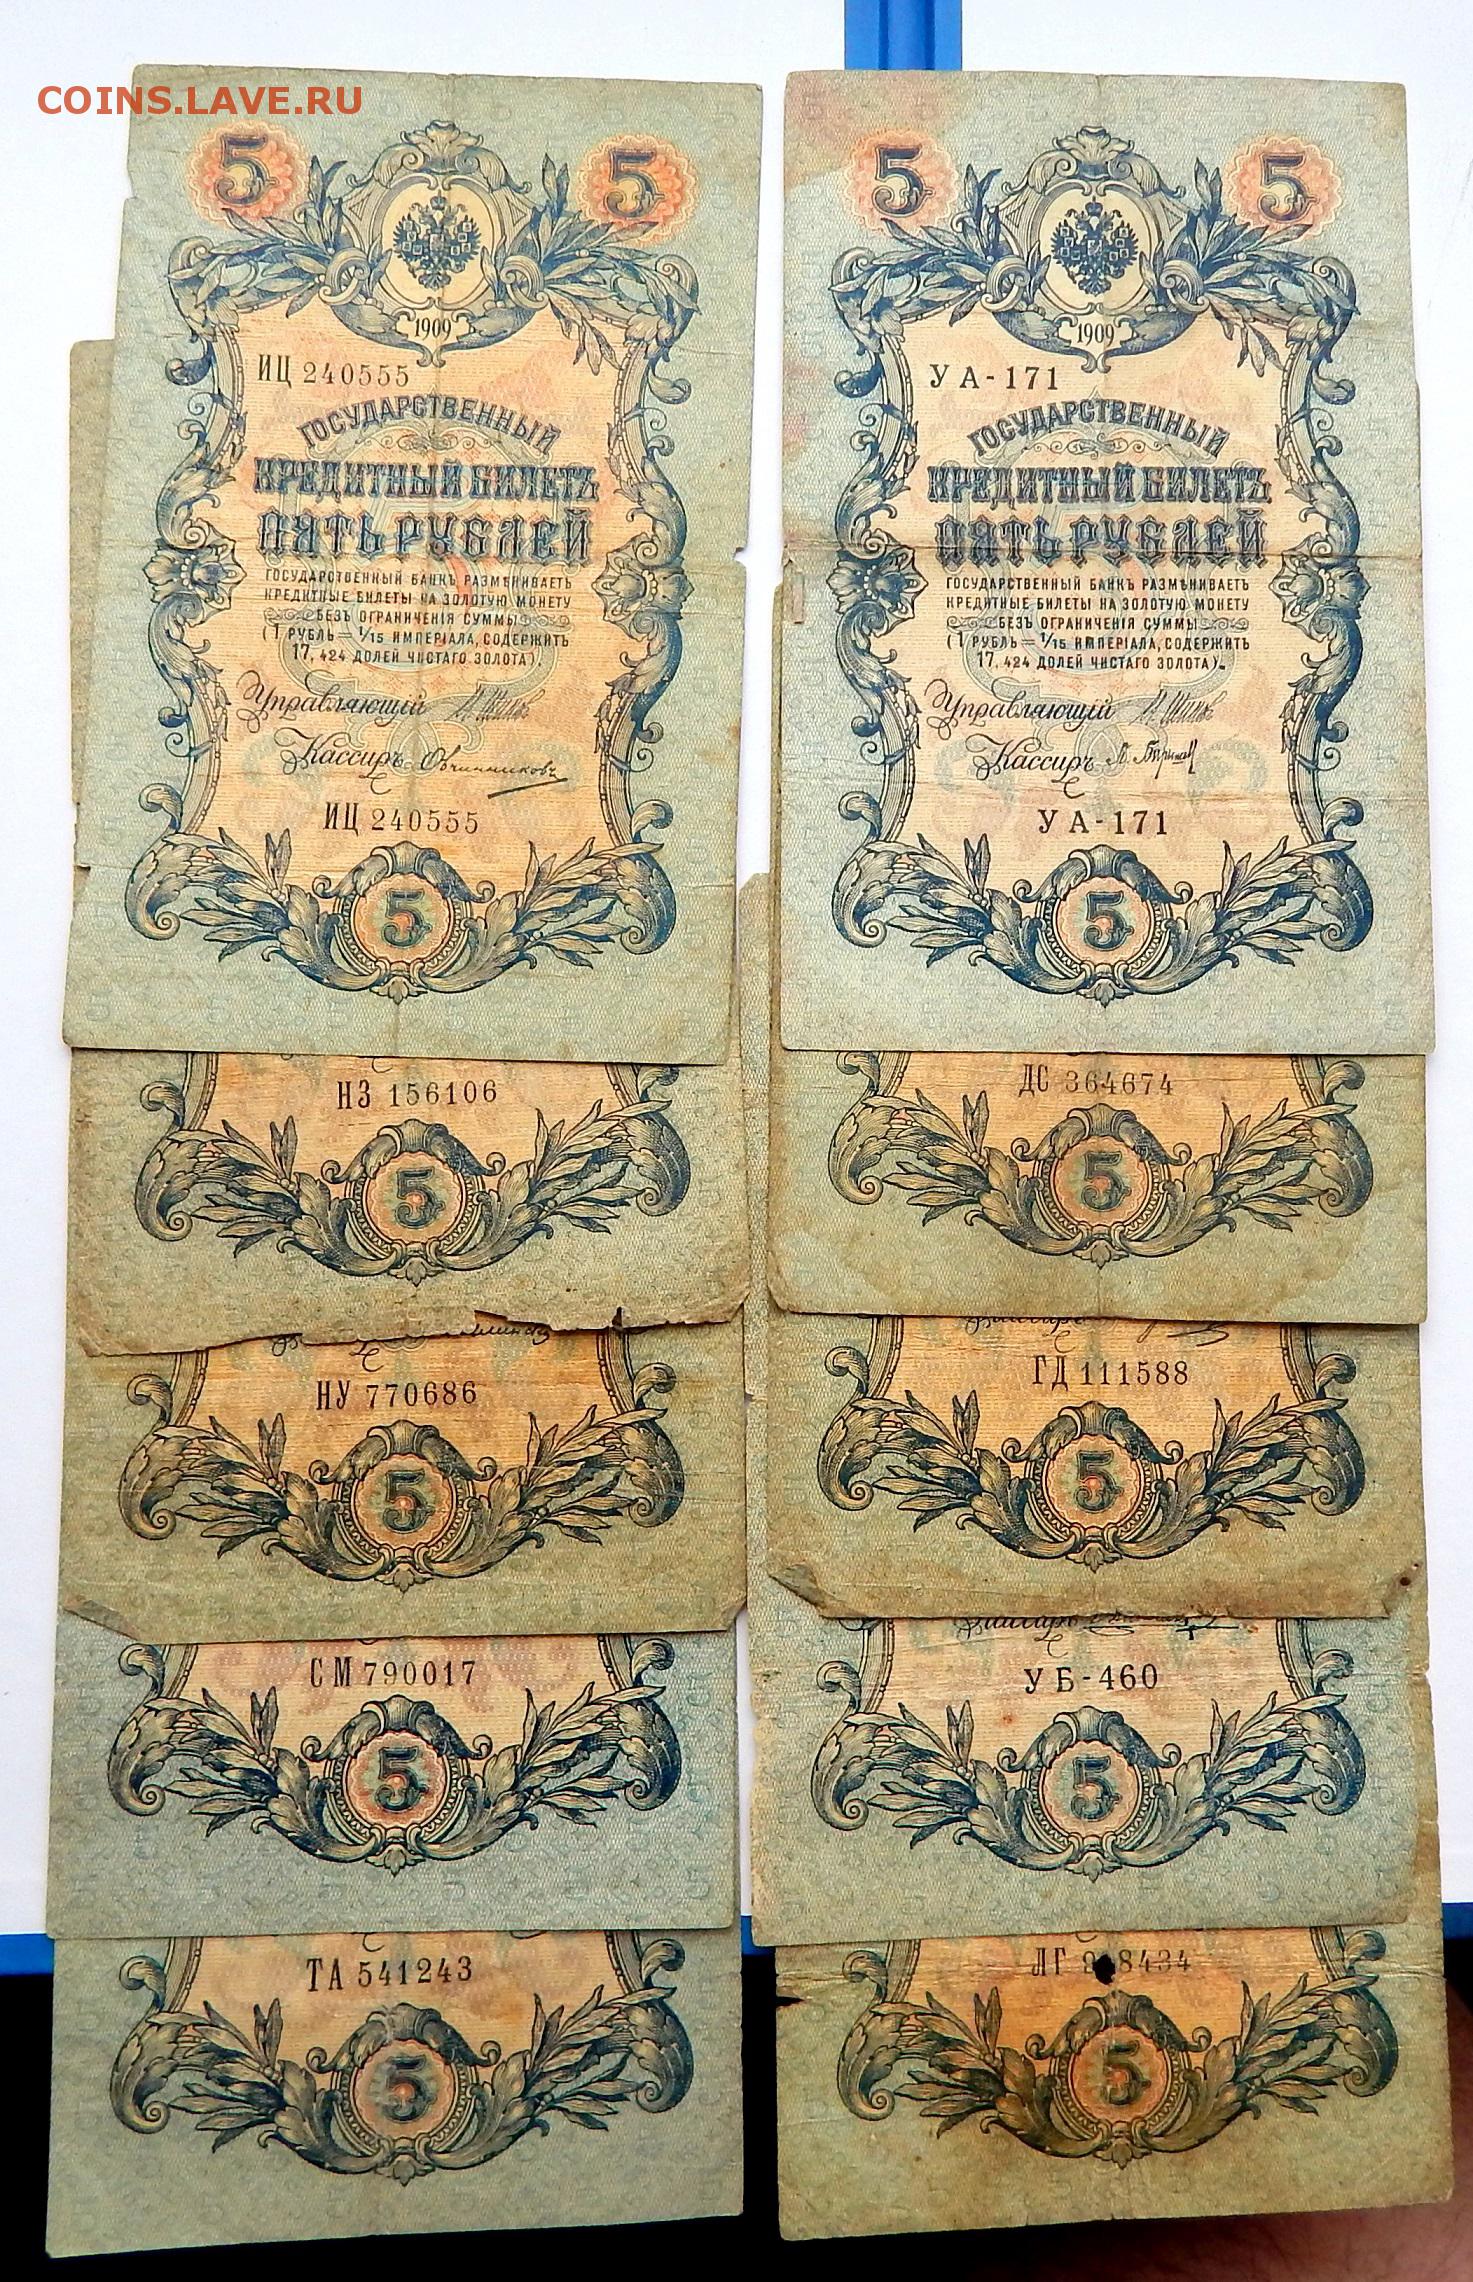 COINS.LAVE.RU
5 5
1909
ИЦ 240555
ГОСУДАРСТВЕННЫЙ
КРЕДИТНЫЙ БИЛЕТЪ
ПЯТЬ РУБЛЕЙ
ГОСУДАРСТВЕННЫЙ БАНКЪ РАЗМѢНИВАЕТЪ
КРЕДИТНЫЕ БИЛЕТЫ НА ЗОЛОТУЮ МОНЕТУ
БЕЗЪ ОГРАНИЧЕНІЯ СУММЫ
(1 РУБЛЬ = 1/15 ИМПЕРІАЛА, СОДЕРЖИТЪ
17,424 ДОЛЕЙ ЧИСТАГО ЗОЛОТА).
Управляющій
Кассиръ Овчинниковъ
ИЦ 240555
5
НЗ 156106
5
НУ 770686
5
СМ 790017
5
ТА 541243
5
5 5
1909
УА-171
ГОСУДАРСТВЕННЫЙ
КРЕДИТНЫЙ БИЛЕТЪ
ПЯТЬ РУБЛЕЙ
ГОСУДАРСТВЕННЫЙ БАНКЪ РАЗМѢНИВАЕТЪ
КРЕДИТНЫЕ БИЛЕТЫ НА ЗОЛОТУЮ МОНЕТУ
БЕЗЪ ОГРАНИЧЕНІЯ СУММЫ
(1 РУБЛЬ = 1/15 ИМПЕРІАЛА, СОДЕРЖИТЪ
17,424 ДОЛЕЙ ЧИСТАГО ЗОЛОТА).
Управляющій
Кассиръ
УА-171
5
ДС 364674
5
Кассиръ
ГД 111588
5
Кассиръ
УБ-460
5
ЛГ
5